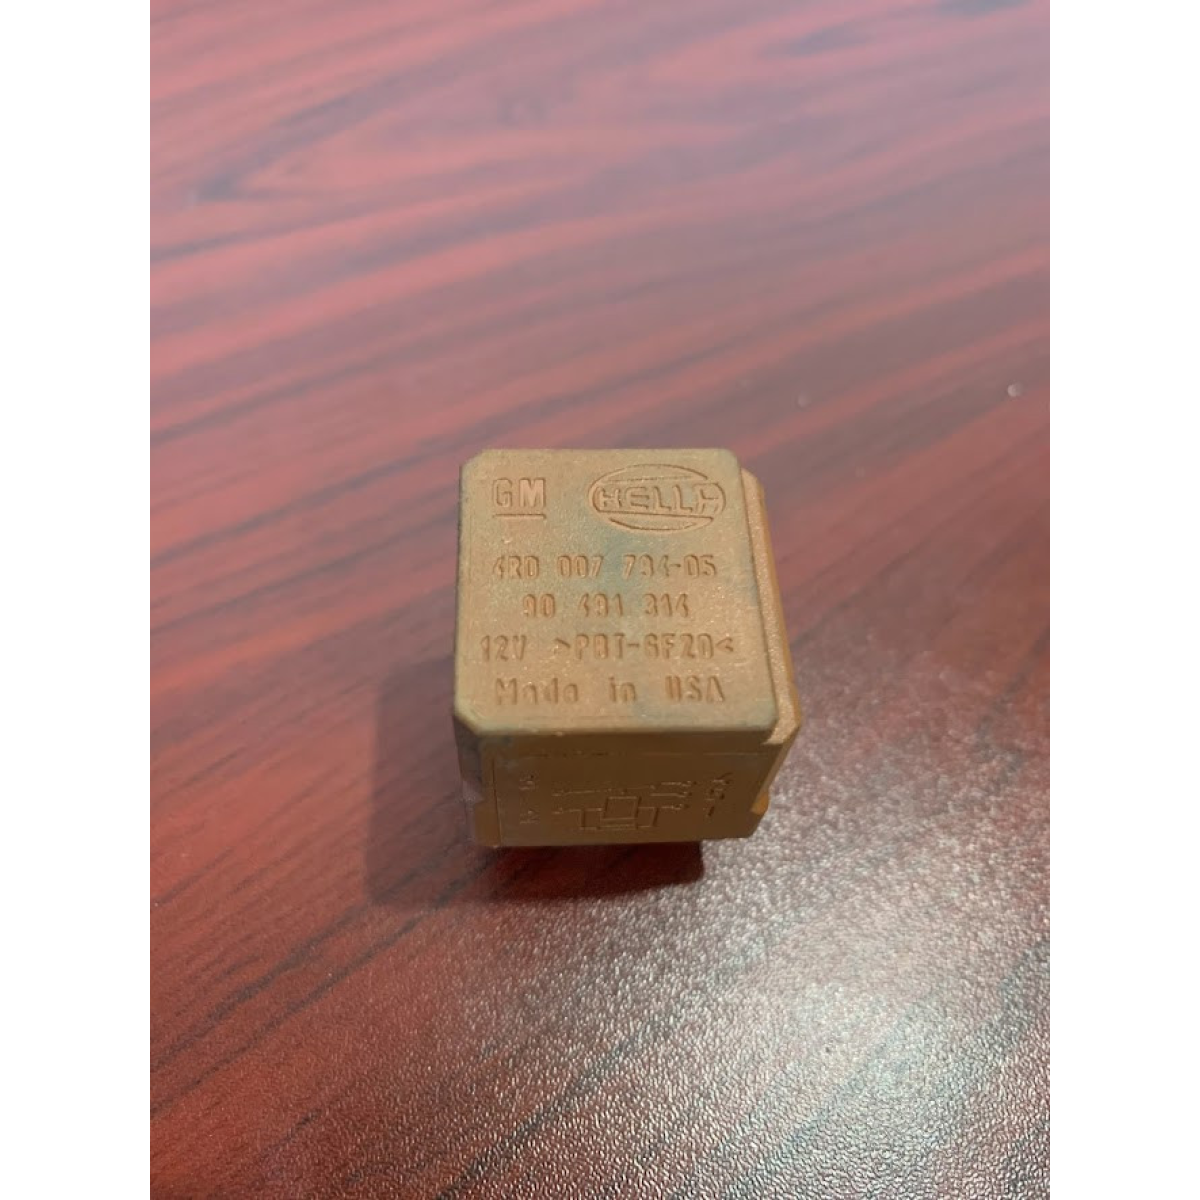 GM HELLA
4RD 007 794-05
90 491 314
12V >PBT-GF20<
Made in USA